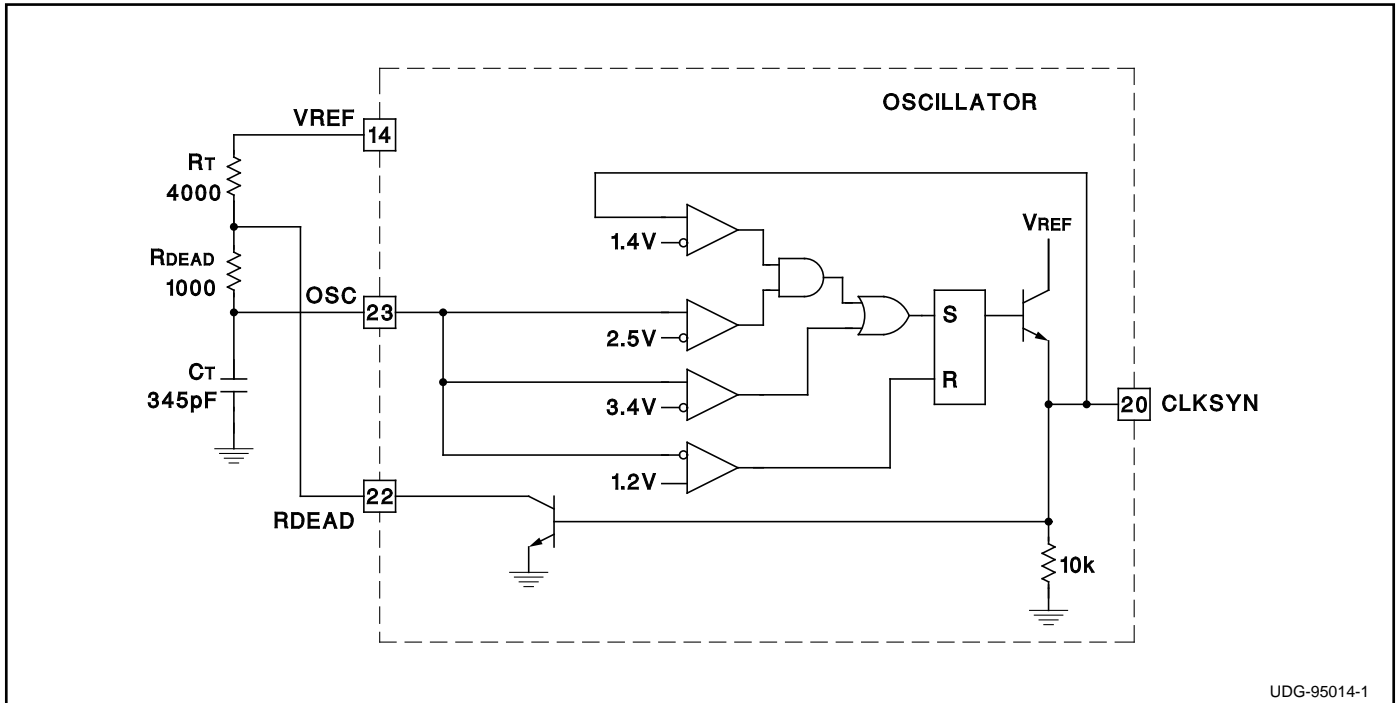 OSCILLATOR
VREF
14
RT
4000
RDEAD
1000
OSC
23
CT
345pF
22
RDEAD
1.4V
2.5V
3.4V
1.2V
S
R
VREF
20
CLKSYN
10k
UDG-95014-1